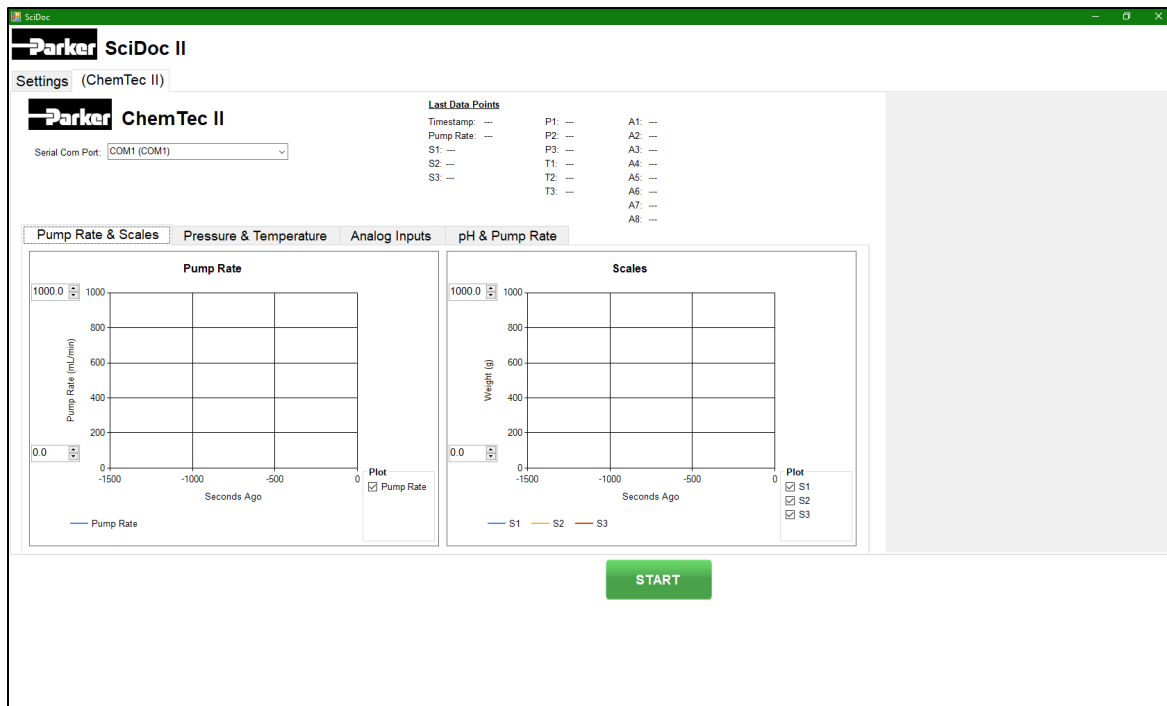 SciDoc
Parker SciDoc II
Settings (ChemTec II)
Parker ChemTec II
Serial Com Port: COM1 (COM1)
Last Data Points
Timestamp: ---
Pump Rate: ---
S1: ---
S2: ---
S3: ---
P1: ---
P2: ---
P3: ---
T1: ---
T2: ---
T3: ---
A1: ---
A2: ---
A3: ---
A4: ---
A5: ---
A6: ---
A7: ---
A8: ---
Pump Rate & Scales Pressure & Temperature Analog Inputs pH & Pump Rate
Pump Rate
1000.0
1000
800
600
400
200
0
Pump Rate (mL/min)
0.0
-1500 -1000 -500 0
Seconds Ago
Pump Rate
Plot
Pump Rate
Scales
1000.0
1000
800
600
400
200
0
Weight (g)
0.0
-1500 -1000 -500 0
Seconds Ago
S1 S2 S3
Plot
S1
S2
S3
START